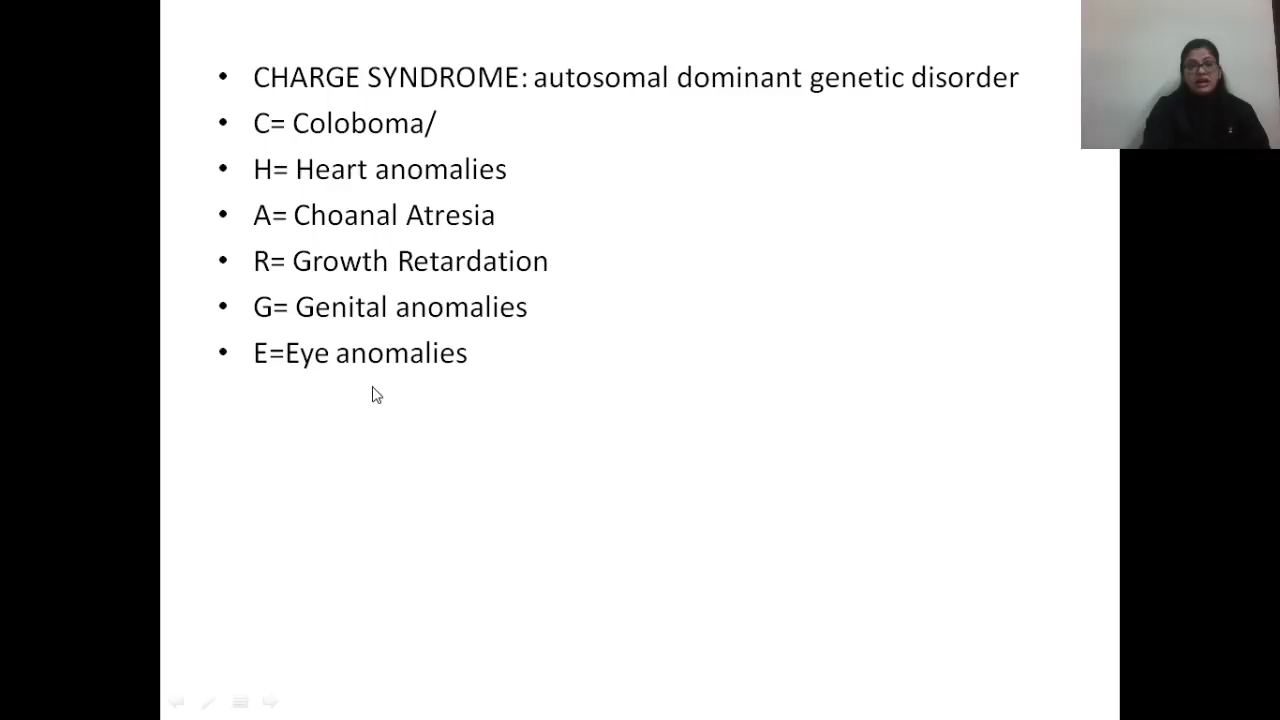 • CHARGE SYNDROME: autosomal dominant genetic disorder
• C= Coloboma/
• H= Heart anomalies
• A= Choanal Atresia
• R= Growth Retardation
• G= Genital anomalies
• E=Eye anomalies